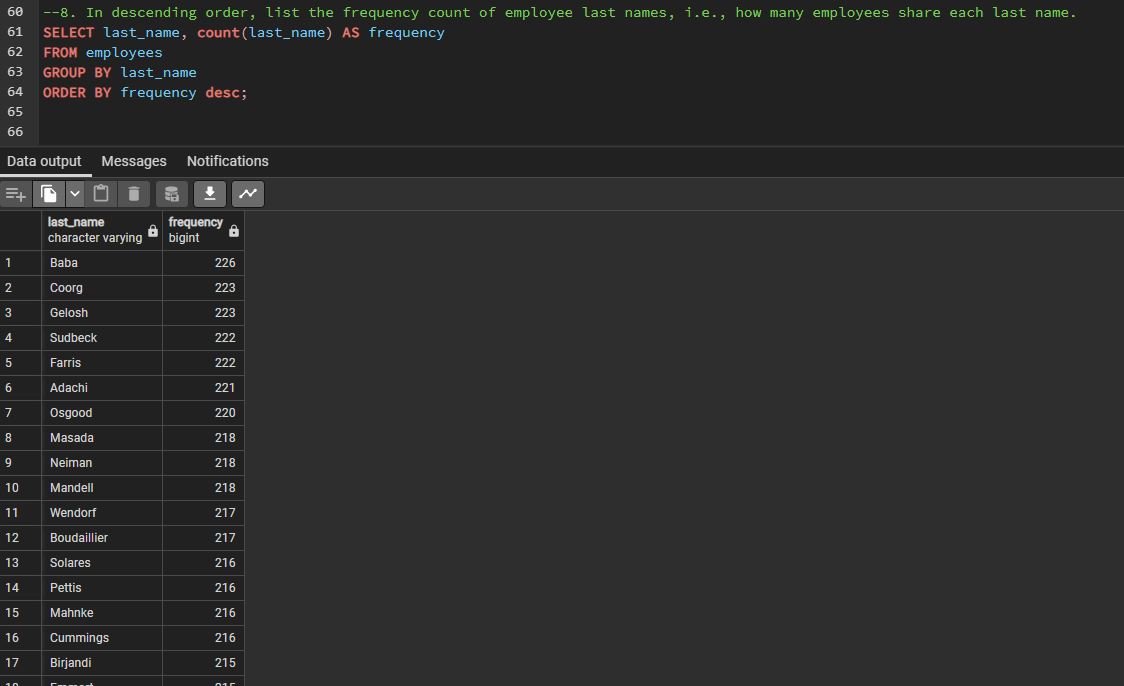 60 --8. In descending order, list the frequency count of employee last names, i.e., how many employees share each last name.
61 SELECT last_name, count(last_name) AS frequency
62 FROM employees
63 GROUP BY last_name
64 ORDER BY frequency desc;
65
66
Data output Messages Notifications
last_name frequency
character varying bigint
1 Baba 226
2 Coorg 223
3 Gelosh 223
4 Sudbeck 222
5 Farris 222
6 Adachi 221
7 Osgood 220
8 Masada 218
9 Neiman 218
10 Mandell 218
11 Wendorf 217
12 Boudaillier 217
13 Solares 216
14 Pettis 216
15 Mahnke 216
16 Cummings 216
17 Birjandi 215